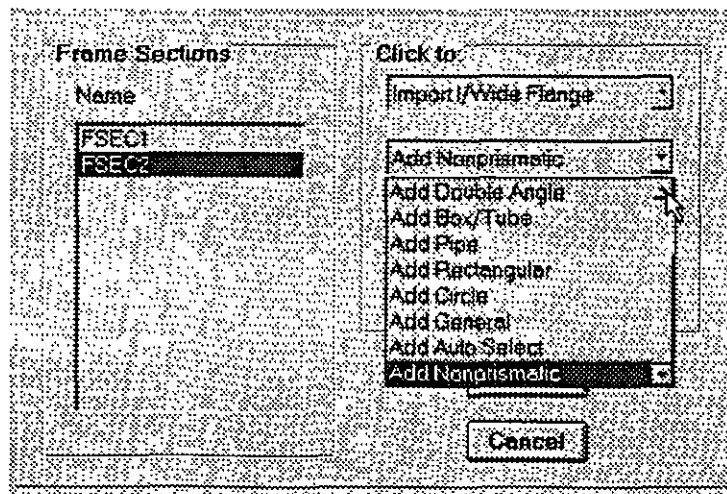 Frame Sections
Name
FSEC1
FSEC2
Click to:
Import I/Wide Flange
Add Nonprismatic
Add Double Angle
Add Box/Tube
Add Pipe
Add Rectangular
Add Circle
Add General
Add Auto Select
Add Nonprismatic
Cancel